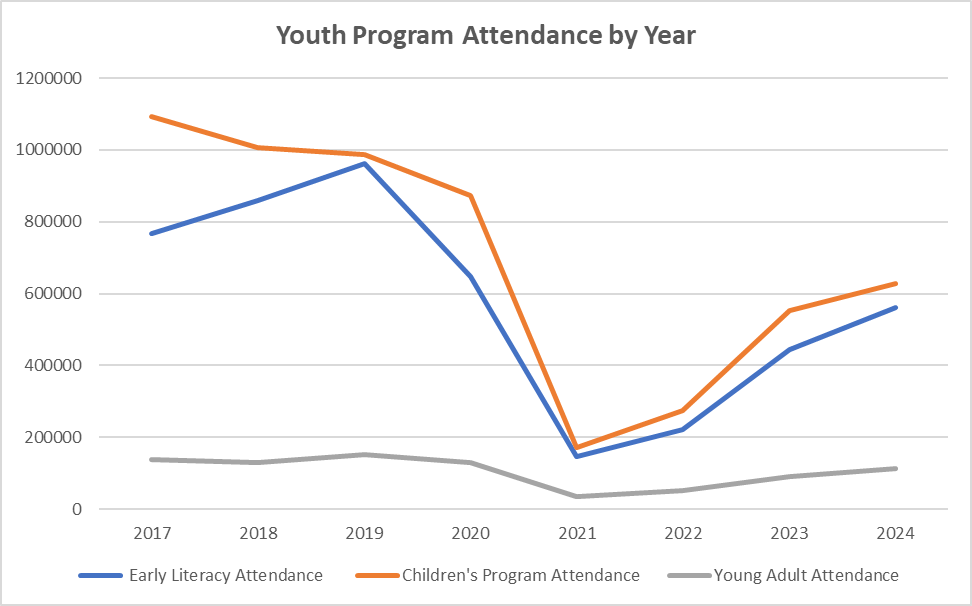 Youth Program Attendance by Year
1200000
1000000
800000
600000
400000
200000
0
2017 2018 2019 2020 2021 2022 2023 2024
Early Literacy Attendance Children's Program Attendance Young Adult Attendance